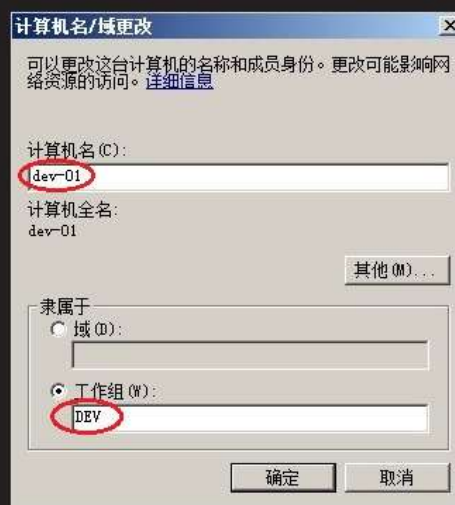 计算机名/域更改
可以更改这台计算机的名称和成员身份。更改可能影响网
络资源的访问。详细信息
计算机名(C):
dev-01
计算机全名:
dev-01
其他(M)...
隶属于
域(D):
工作组(W):
DEV
确定
取消